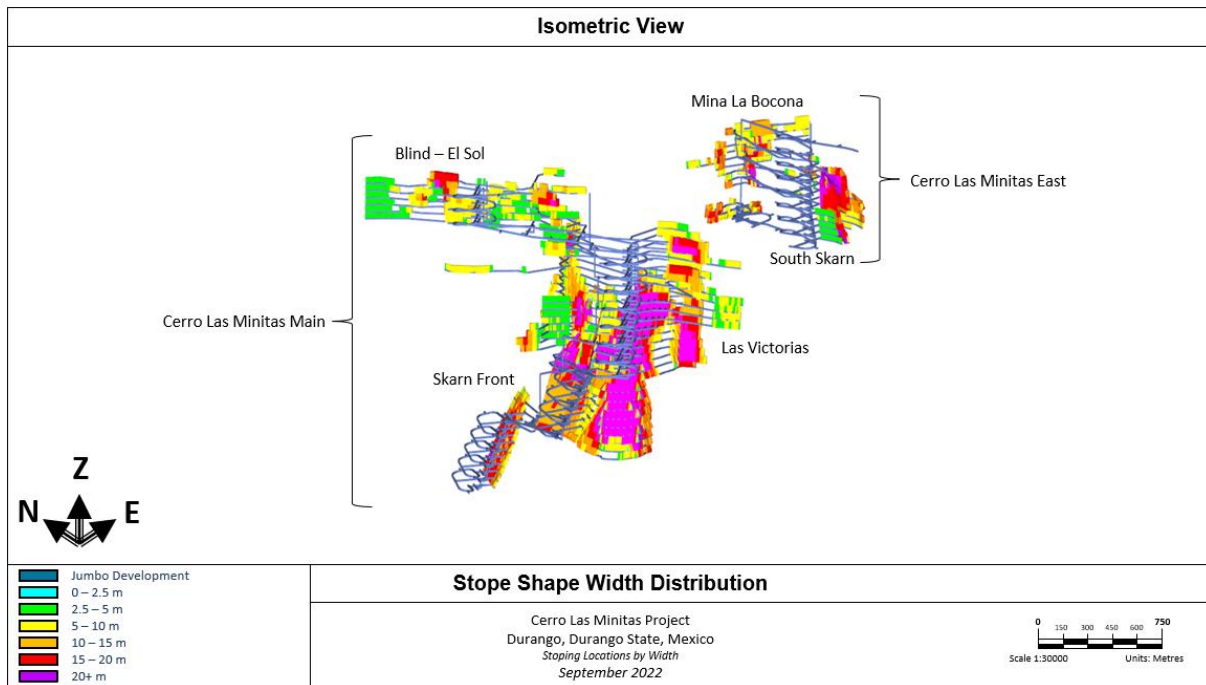 Isometric View
Mina La Bocona
Blind – El Sol
Cerro Las Minitas East
South Skarn
Cerro Las Minitas Main
Las Victorias
Skarn Front
Z
N
E
Jumbo Development
0 – 2.5 m
2.5 – 5 m
5 – 10 m
10 – 15 m
15 – 20 m
20+ m
Stope Shape Width Distribution
Cerro Las Minitas Project
Durango, Durango State, Mexico
Stoping Locations by Width
September 2022
0 150 300 450 600 750
Scale 1:30000 Units: Metres